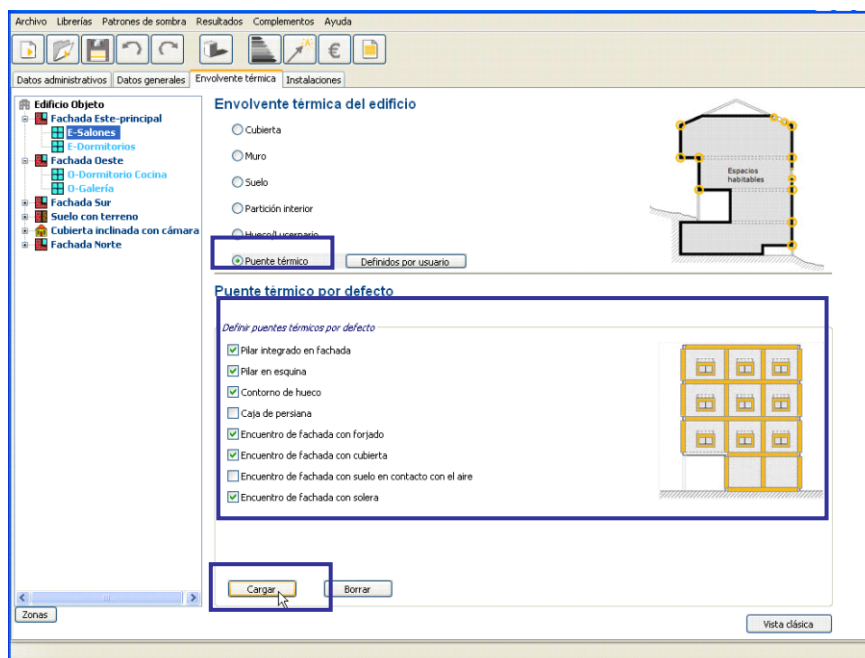 Archivo Librerías Patrones de sombra Resultados Complementos Ayuda
€
Datos administrativos Datos generales Envolvente térmica Instalaciones
Edificio Objeto
Fachada Este-principal
E-Salones
E-Dormitorios
Fachada Oeste
O-Dormitorio Cocina
O-Galería
Fachada Sur
Suelo con terreno
Cubierta inclinada con cámara
Fachada Norte
Zonas
Envolvente térmica del edificio
Cubierta
Muro
Suelo
Partición interior
Hueco/Lucernario
Puente térmico Definidos por usuario
Espacios
habitables
Puente térmico por defecto
Definir puentes térmicos por defecto
Pilar integrado en fachada
Pilar en esquina
Contorno de hueco
Caja de persiana
Encuentro de fachada con forjado
Encuentro de fachada con cubierta
Encuentro de fachada con suelo en contacto con el aire
Encuentro de fachada con solera
Cargar Borrar
Vista clásica